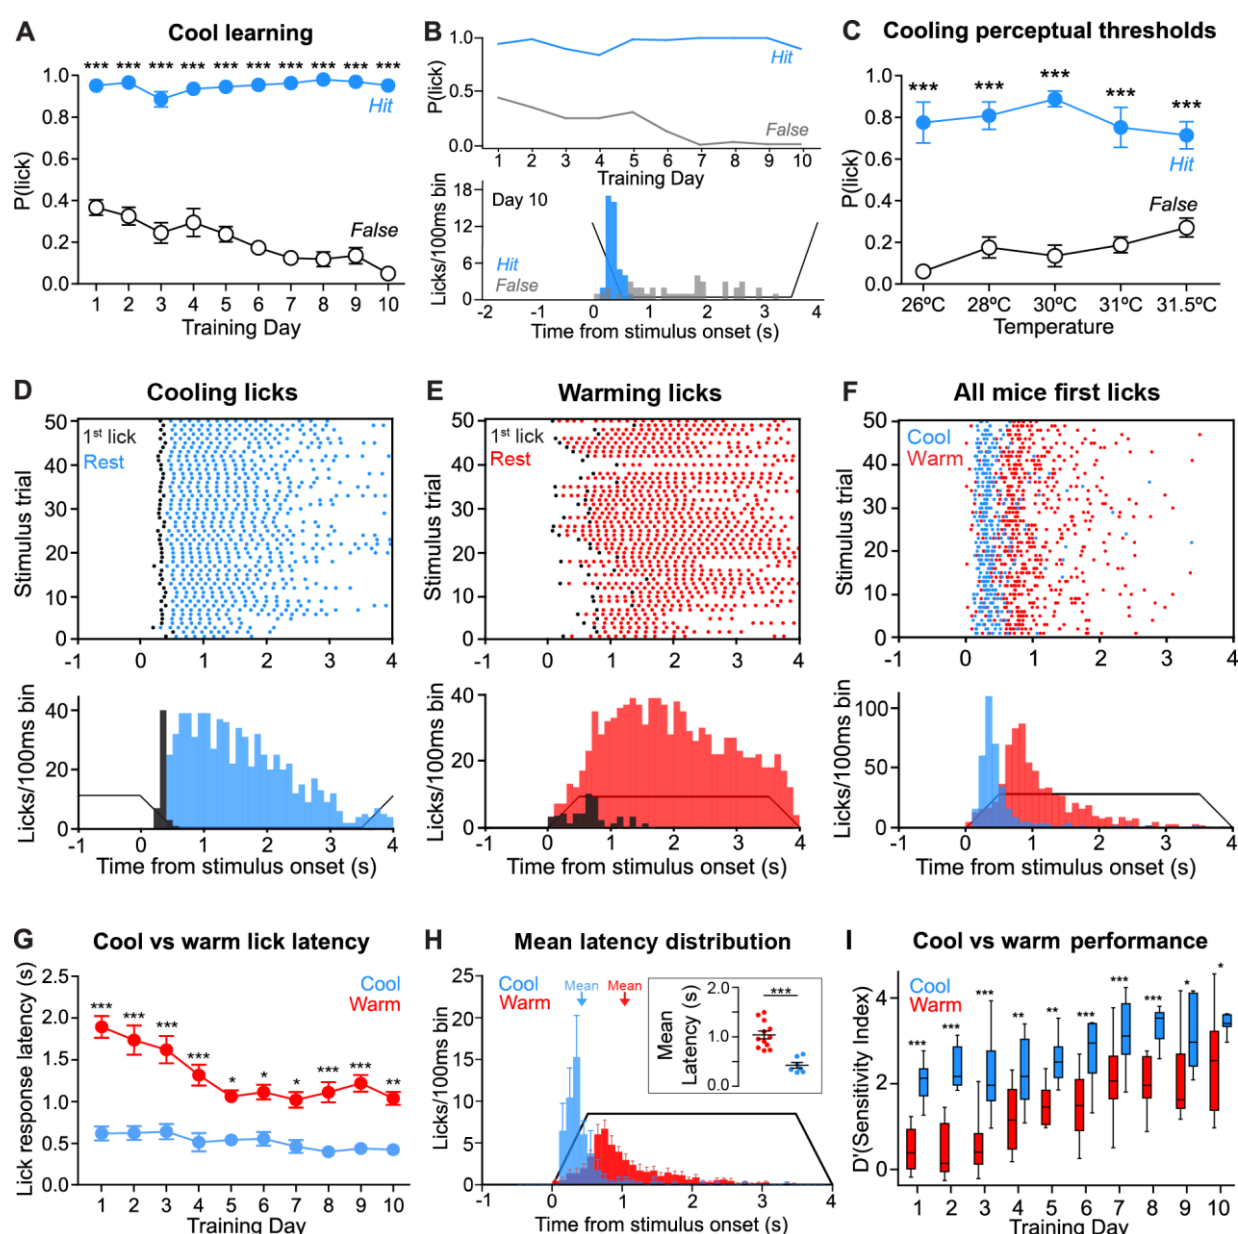 A
Cool learning
*** *** *** *** *** *** *** *** *** ***
1.0
0.8
0.6
0.4
0.2
0.0
P(lick)
Hit
False
1 2 3 4 5 6 7 8 9 10
Training Day
B
1.0
0.5
0.0
P(lick)
Hit
False
1 2 3 4 5 6 7 8 9 10
Training Day
18
12
6
0
Licks/100ms bin
Day 10
Hit
False
-2 -1 0 1 2 3 4
Time from stimulus onset (s)
C
Cooling perceptual thresholds
*** *** *** *** ***
1.0
0.8
0.6
0.4
0.2
0.0
P(lick)
Hit
False
26ºC 28ºC 30ºC 31ºC 31.5ºC
Temperature
D
Cooling licks
50
40
30
20
10
0
Stimulus trial
1st lick
Rest
-1 0 1 2 3 4
40
20
0
Licks/100ms bin
-1 0 1 2 3 4
Time from stimulus onset (s)
E
Warming licks
50
40
30
20
10
0
Stimulus trial
1st lick
Rest
-1 0 1 2 3 4
40
20
0
Licks/100ms bin
-1 0 1 2 3 4
Time from stimulus onset (s)
F
All mice first licks
50
40
30
20
10
0
Stimulus trial
Cool
Warm
-1 0 1 2 3 4
100
50
0
Licks/100ms bin
-1 0 1 2 3 4
Time from stimulus onset (s)
G
Cool vs warm lick latency
2.5
2.0
1.5
1.0
0.5
0.0
Lick response latency (s)
Cool
Warm
*** *** *** *** * * * *** *** **
1 2 3 4 5 6 7 8 9 10
Training Day
H
Mean latency distribution
25
20
15
10
5
0
Licks/100ms bin
Cool
Warm
Mean
Mean
Mean
Latency (s)
2.0
1.0
0.0
***
-1 0 1 2 3 4
Time from stimulus onset (s)
I
Cool vs warm performance
4
2
0
D'(Sensitivity Index)
Cool
Warm
*** *** *** ** ** *** *** *** * *
1 2 3 4 5 6 7 8 9 10
Training Day